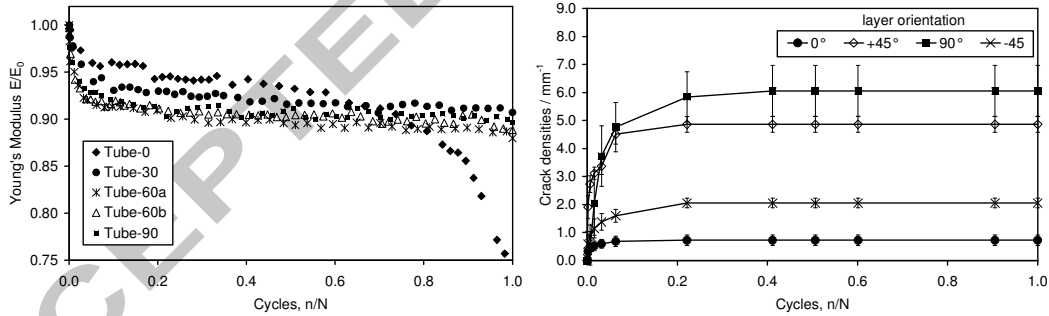 1.00
0.95
0.90
0.85
0.80
0.75
Young's Modulus E/E0
Tube-0
Tube-30
Tube-60a
Tube-60b
Tube-90
0.0 0.2 0.4 0.6 0.8 1.0
Cycles, n/N
CEPTED
layer orientation
0° +45° 90° -45
9.0
8.0
7.0
6.0
5.0
4.0
3.0
2.0
1.0
0.0
Crack densities / mm⁻¹
0.0 0.2 0.4 0.6 0.8 1.0
Cycles, n/N